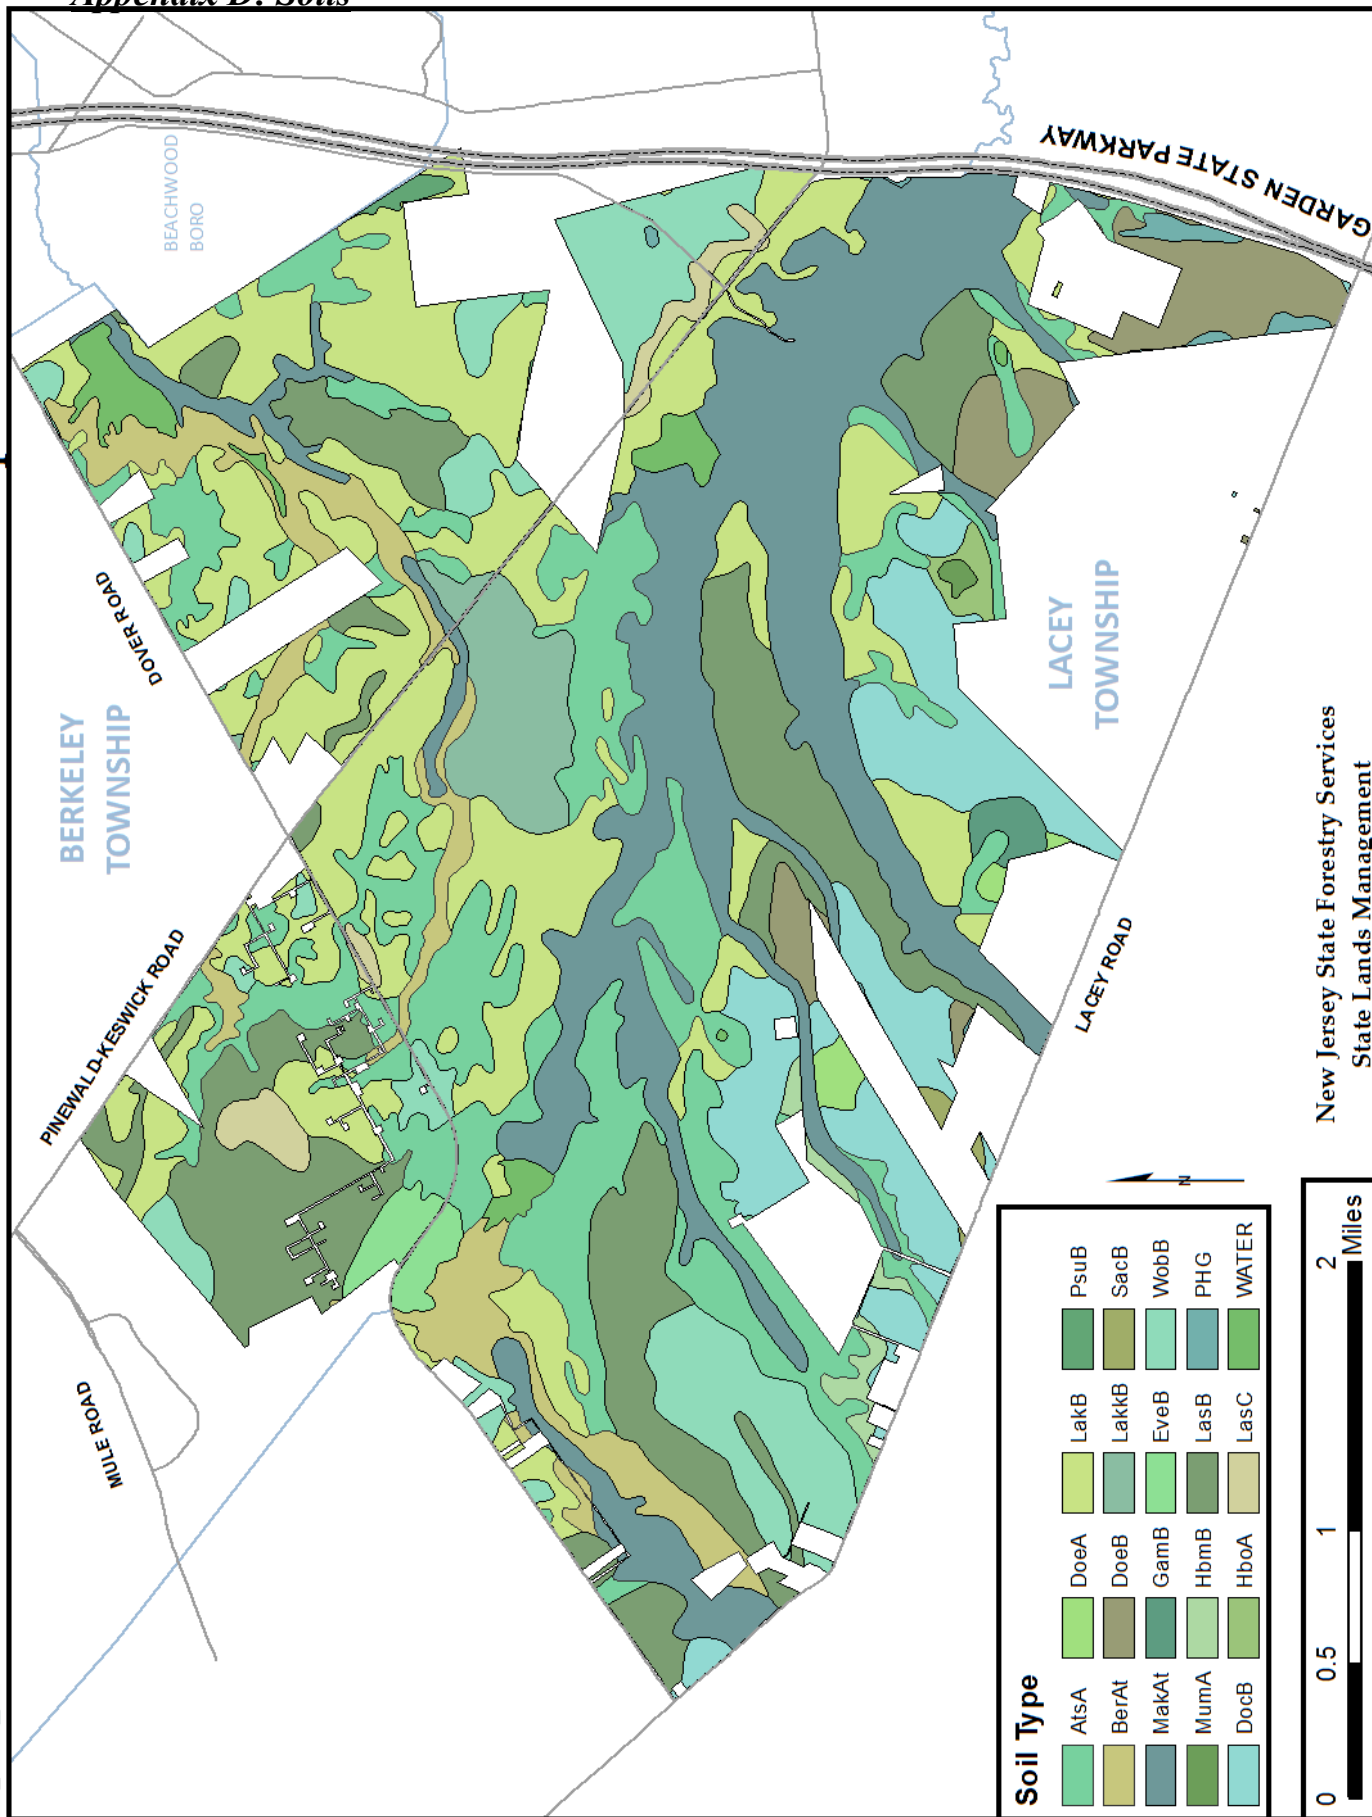 Appendix D: Soils
BEACHWOOD
BORO
GARDEN STATE PARKWAY
DOVER ROAD
BERKELEY
TOWNSHIP
LACEY
TOWNSHIP
PINEWALD-KESWICK ROAD
LACEY ROAD
MULE ROAD
New Jersey State Forestry Services
State Lands Management
N
Soil Type
AtsA
BerAt
MakAt
MumA
DocB
DoeA
DoeB
GamB
HbmB
HboA
LakB
LakkB
EveB
LasB
LasC
PsuB
SacB
WobB
PHG
WATER
0 0.5 1 2
Miles